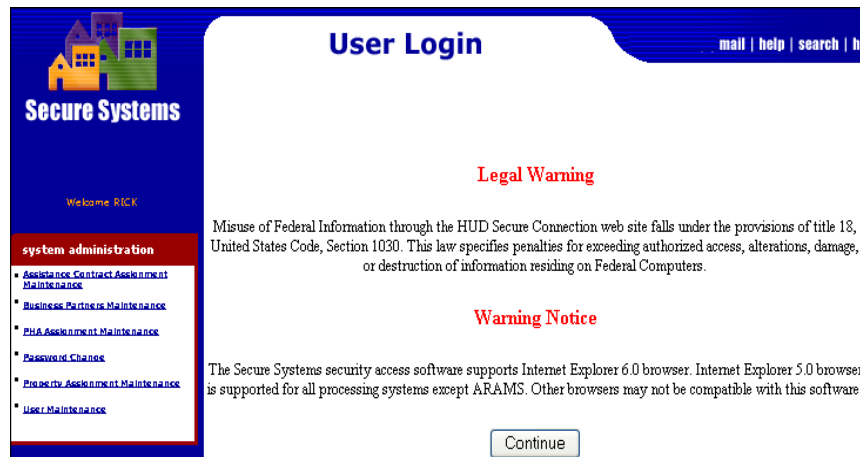 User Login
mail | help | search | h
Secure Systems
Welcome RICK
system administration
Assistance Contract Assignment
Maintenance
Business Partners Maintenance
PHA Assignment Maintenance
Password Change
Property Assignment Maintenance
User Maintenance
Legal Warning
Misuse of Federal Information through the HUD Secure Connection web site falls under the provisions of title 18,
United States Code, Section 1030. This law specifies penalties for exceeding authorized access, alterations, damage,
or destruction of information residing on Federal Computers.
Warning Notice
The Secure Systems security access software supports Internet Explorer 6.0 browser. Internet Explorer 5.0 browser
is supported for all processing systems except ARAMS. Other browsers may not be compatible with this software
Continue